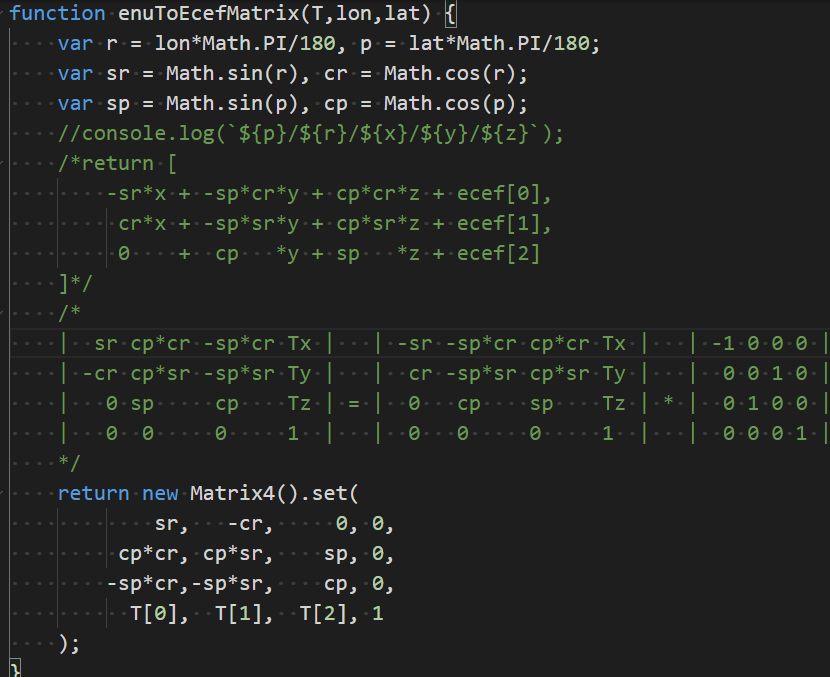 function enuToEcefMatrix(T,lon,lat) {
    var r = lon*Math.PI/180, p = lat*Math.PI/180;
    var sr = Math.sin(r), cr = Math.cos(r);
    var sp = Math.sin(p), cp = Math.cos(p);
    //console.log(`${p}/${r}/${x}/${y}/${z}`);
    /*return [
        -sr*x + -sp*cr*y + cp*cr*z + ecef[0],
         cr*x + -sp*sr*y + cp*sr*z + ecef[1],
         0    +  cp   *y + sp   *z + ecef[2]
    ]*/
    /*
    |  sr cp*cr -sp*cr Tx |   | -sr -sp*cr cp*cr Tx |   | -1 0 0 0 |
    | -cr cp*sr -sp*sr Ty |   |  cr -sp*sr cp*sr Ty |   |  0 0 1 0 |
    |   0 sp     cp    Tz | = |  0   cp    sp    Tz | * |  0 1 0 0 |
    |   0  0     0     1  |   |  0   0     0     1  |   |  0 0 0 1 |
    */
    return new Matrix4().set(
            sr,   -cr,     0, 0,
         cp*cr, cp*sr,    sp, 0,
        -sp*cr,-sp*sr,    cp, 0,
          T[0],  T[1],  T[2], 1
    );
}